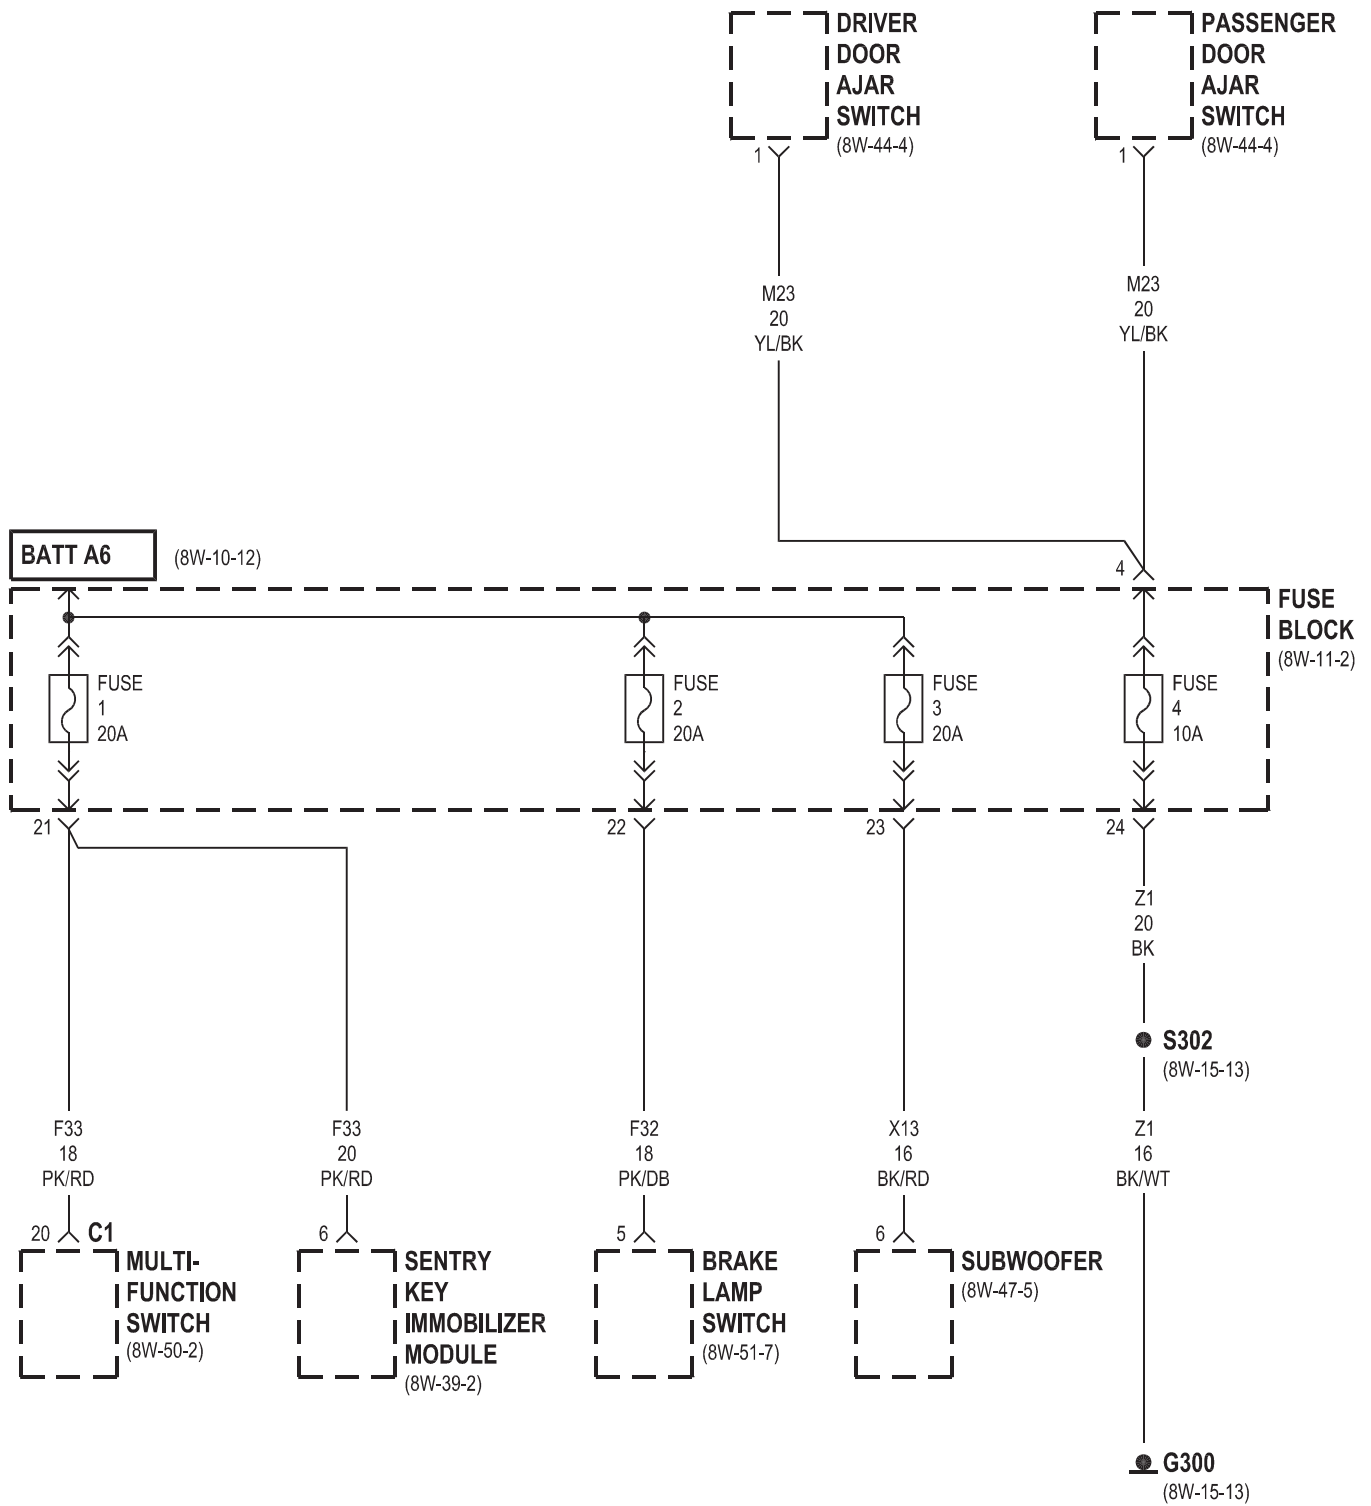 DRIVER
DOOR
AJAR
SWITCH
(8W-44-4)
1
PASSENGER
DOOR
AJAR
SWITCH
(8W-44-4)
1
M23
20
YL/BK
M23
20
YL/BK
BATT A6
(8W-10-12)
4
FUSE
BLOCK
(8W-11-2)
FUSE
1
20A
FUSE
2
20A
FUSE
3
20A
FUSE
4
10A
21
22
23
24
Z1
20
BK
S302
(8W-15-13)
F33
18
PK/RD
F33
20
PK/RD
F32
18
PK/DB
X13
16
BK/RD
Z1
16
BK/WT
20
C1
MULTI-
FUNCTION
SWITCH
(8W-50-2)
6
SENTRY
KEY
IMMOBILIZER
MODULE
(8W-39-2)
5
BRAKE
LAMP
SWITCH
(8W-51-7)
6
SUBWOOFER
(8W-47-5)
G300
(8W-15-13)